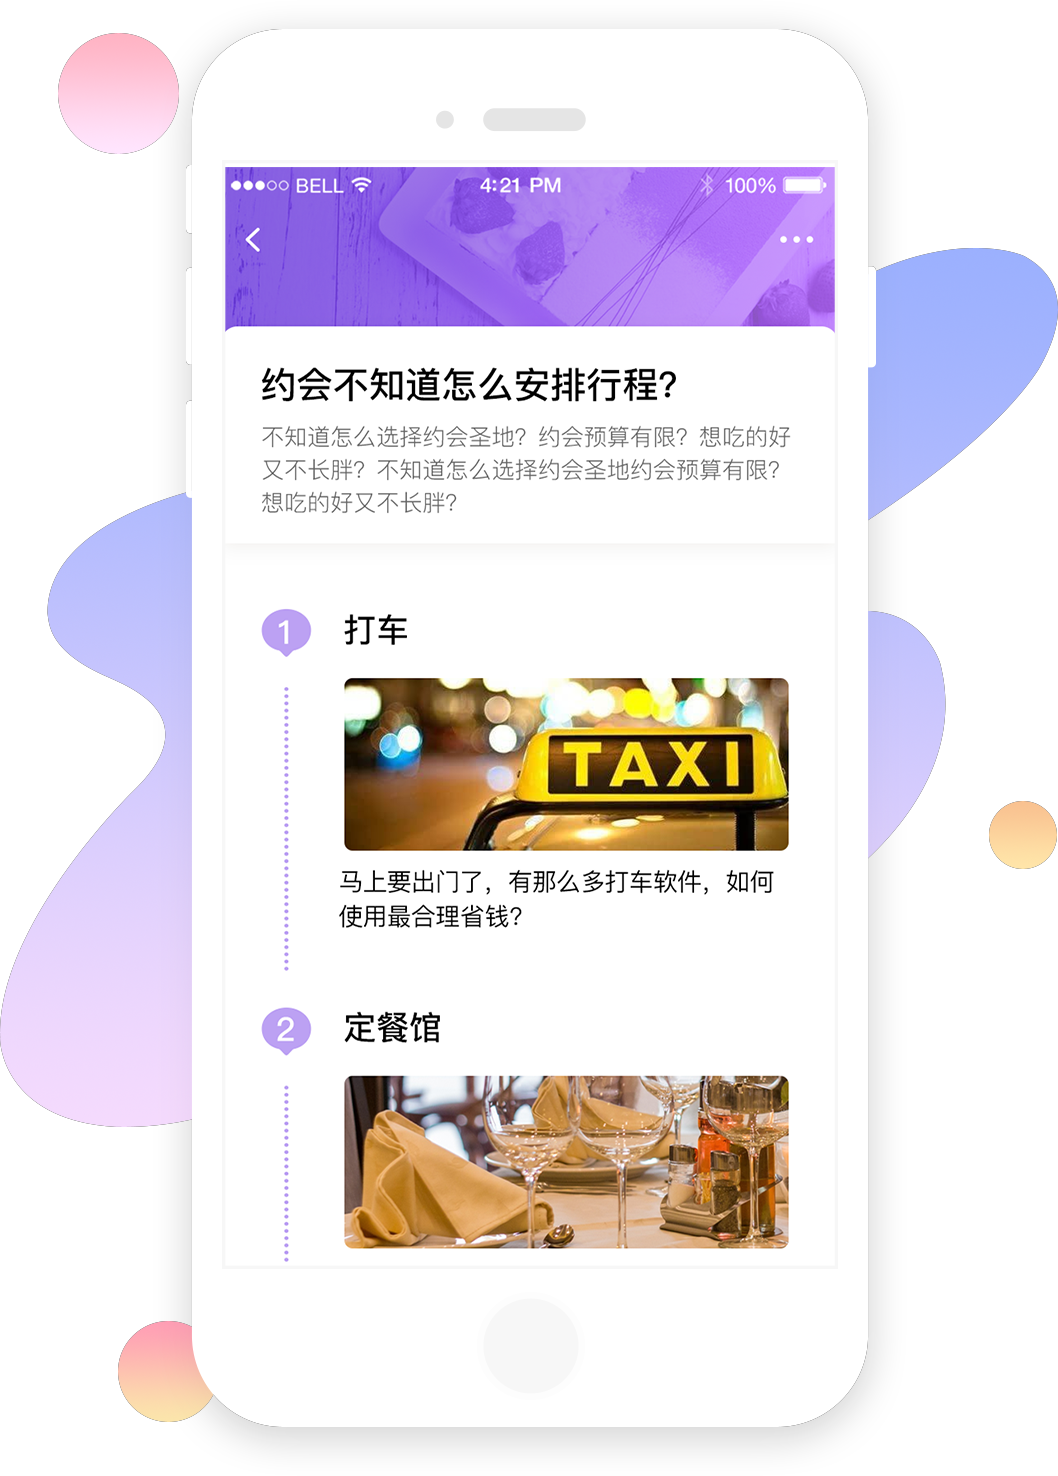 BELL 4:21 PM 100%
约会不知道怎么安排行程?
不知道怎么选择约会圣地? 约会预算有限? 想吃的好
又不长胖? 不知道怎么选择约会圣地约会预算有限?
想吃的好又不长胖?
1 打车
TAXI
马上要出门了, 有那么多打车软件, 如何
使用最合理省钱?
2 定餐馆